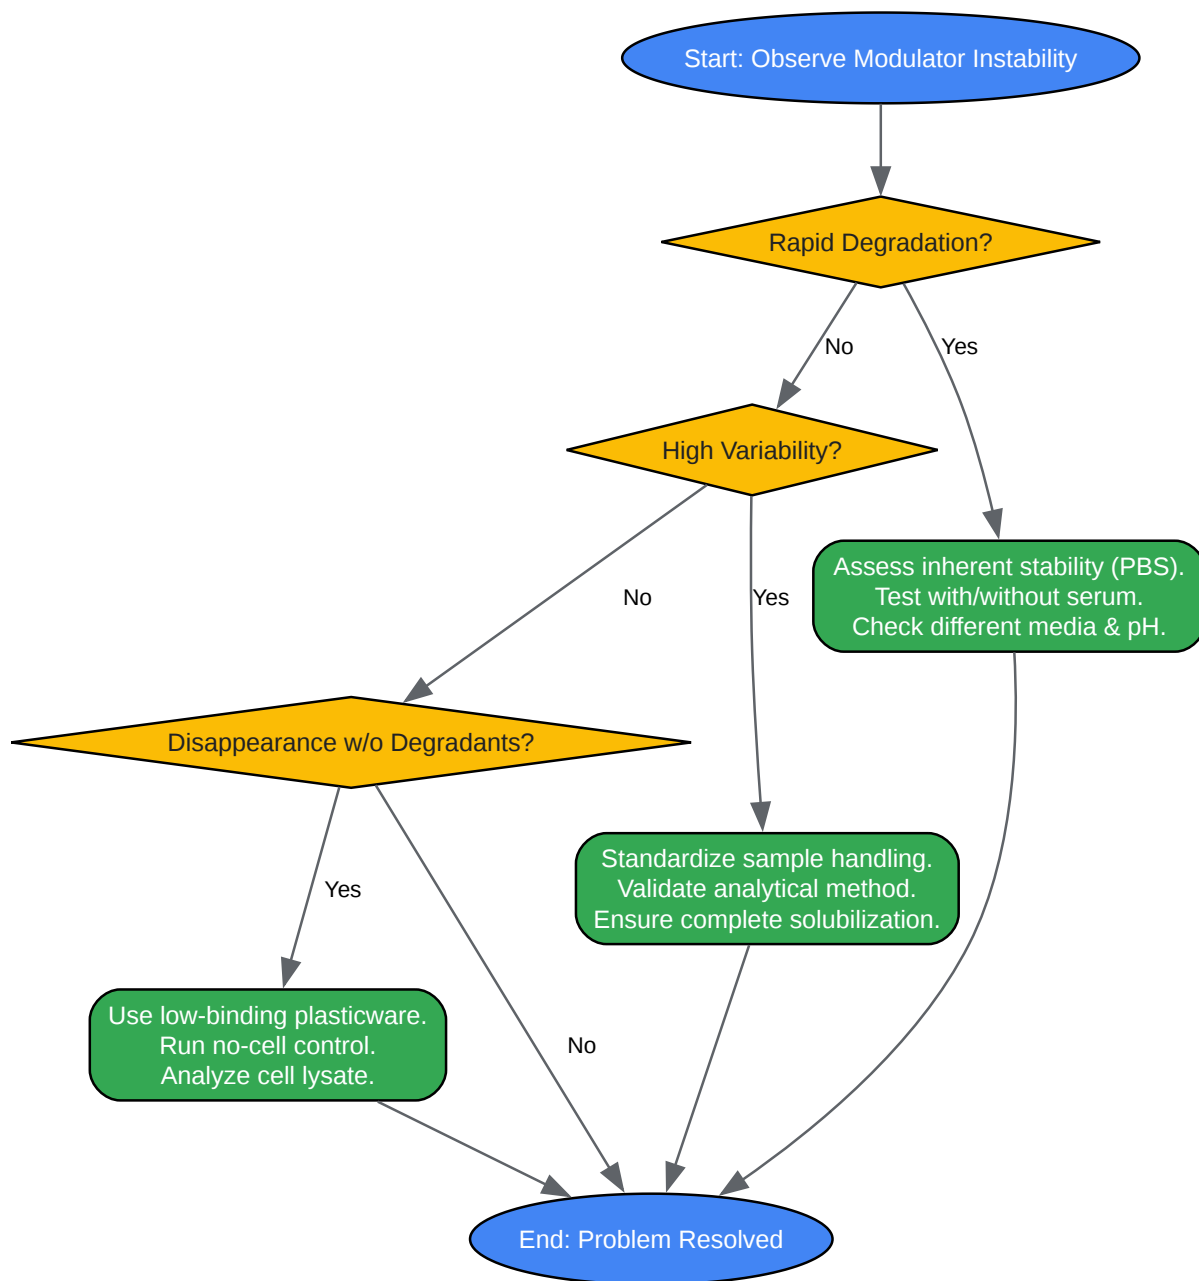 Start: Observe Modulator Instability
Rapid Degradation?
No
Yes
High Variability?
Assess inherent stability (PBS).
Test with/without serum.
Check different media & pH.
No
Yes
Disappearance w/o Degradants?
Standardize sample handling.
Validate analytical method.
Ensure complete solubilization.
Yes
Use low-binding plasticware.
Run no-cell control.
Analyze cell lysate.
No
End: Problem Resolved